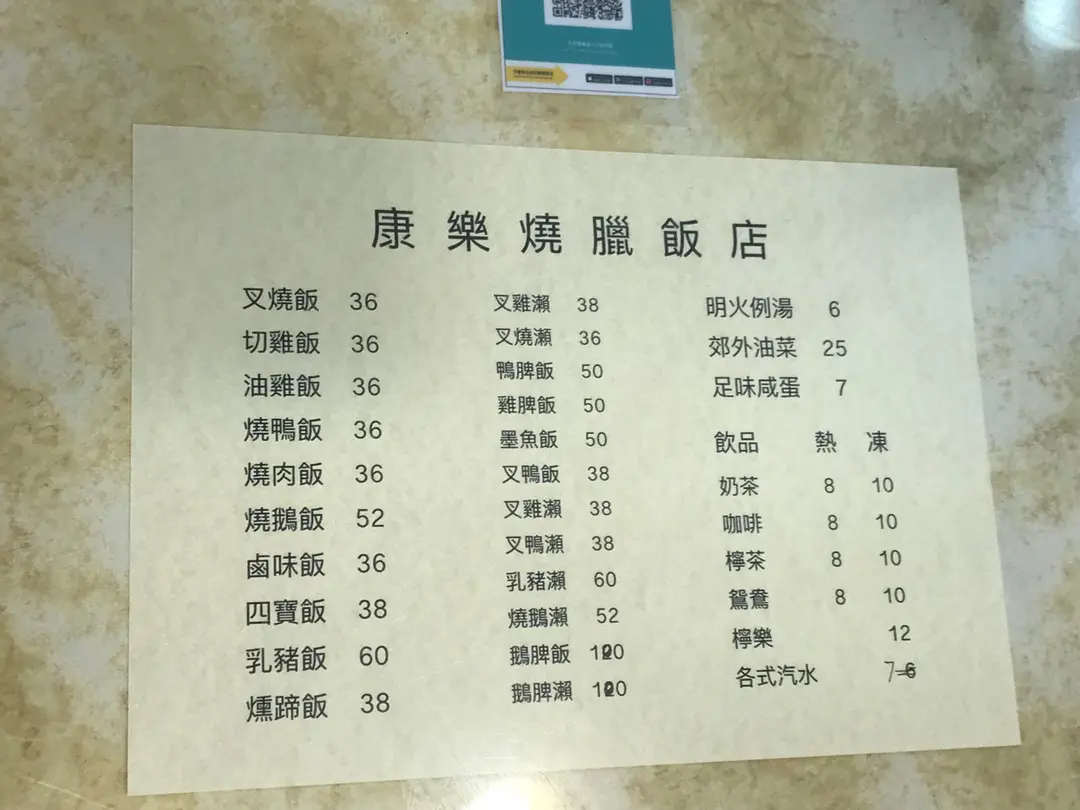 康樂燒臘飯店
叉燒飯 36
切雞飯 36
油雞飯 36
燒鴨飯 36
燒肉飯 36
燒鵝飯 52
鹵味飯 36
四寶飯 38
乳豬飯 60
燻蹄飯 38
叉雞瀨 38
叉燒瀨 36
鴨脾飯 50
雞脾飯 50
墨魚飯 50
叉鴨飯 38
叉雞瀨 38
叉鴨瀨 38
乳豬瀨 60
燒鵝瀨 52
鵝脾飯
鵝脾瀨
明火例湯 6
郊外油菜 25
足味咸蛋 7
飲品 熱 凍
奶茶 8 10
咖啡 8 10
檸茶 8 10
鴛鴦 8 10
檸樂 12
各式汽水 7 6